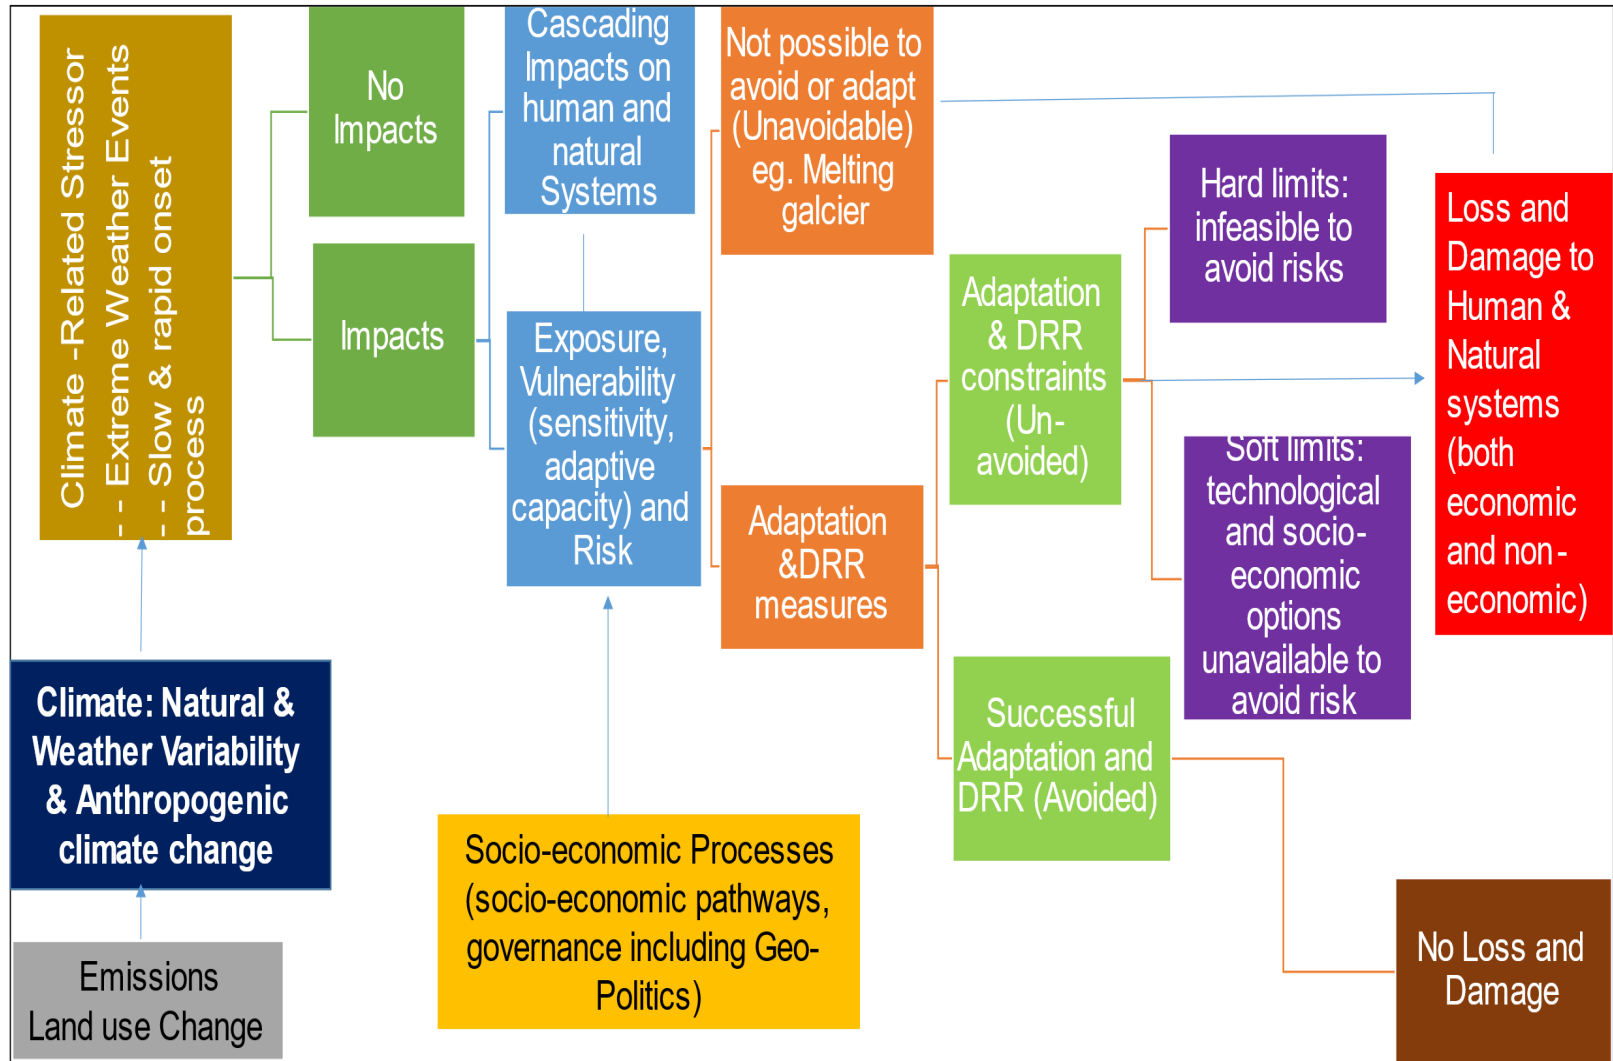 Climate -Related Stressor
- - Extreme Weather Events
- - Slow & rapid onset
process
No
Impacts
Impacts
Cascading
Impacts on
human and
natural
Systems
Exposure,
Vulnerability
(sensitivity,
adaptive
capacity) and
Risk
Not possible to
avoid or adapt
(Unavoidable)
eg. Melting
galcier
Adaptation
&DRR
measures
Adaptation
& DRR
constraints
(Un-
avoided)
Successful
Adaptation and
DRR (Avoided)
Hard limits:
infeasible to
avoid risks
Soft limits:
technological
and socio-
economic
options
unavailable to
avoid risk
Loss and
Damage to
Human &
Natural
systems
(both
economic
and non-
economic)
No Loss and
Damage
Climate: Natural &
Weather Variability
& Anthropogenic
climate change
Emissions
Land use Change
Socio-economic Processes
(socio-economic pathways,
governance including Geo-
Politics)